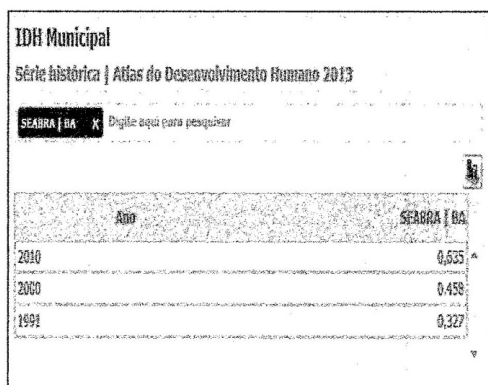 IDH Municipal
Série histórica | Atlas do Desenvolvimento Humano 2013
SEABRA | BA X Digite aqui para pesquisar
Ano SEABRA | BA
2010 0,635
2000 0,458
1991 0,327